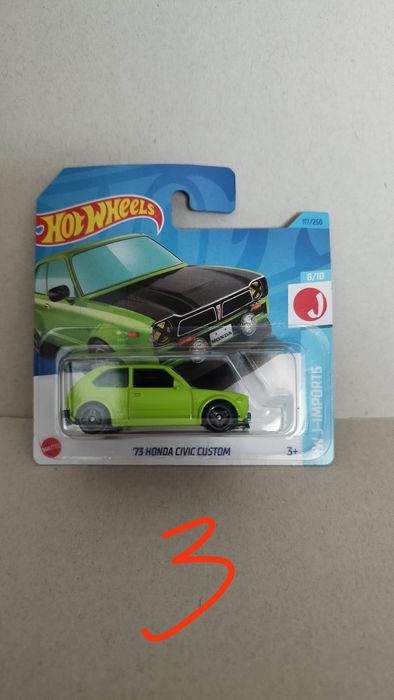 HOT WHEELS
117/250
8/10
J
HONDA
HW J-IMPORTS
MATTEL
'73 HONDA CIVIC CUSTOM
3+
3